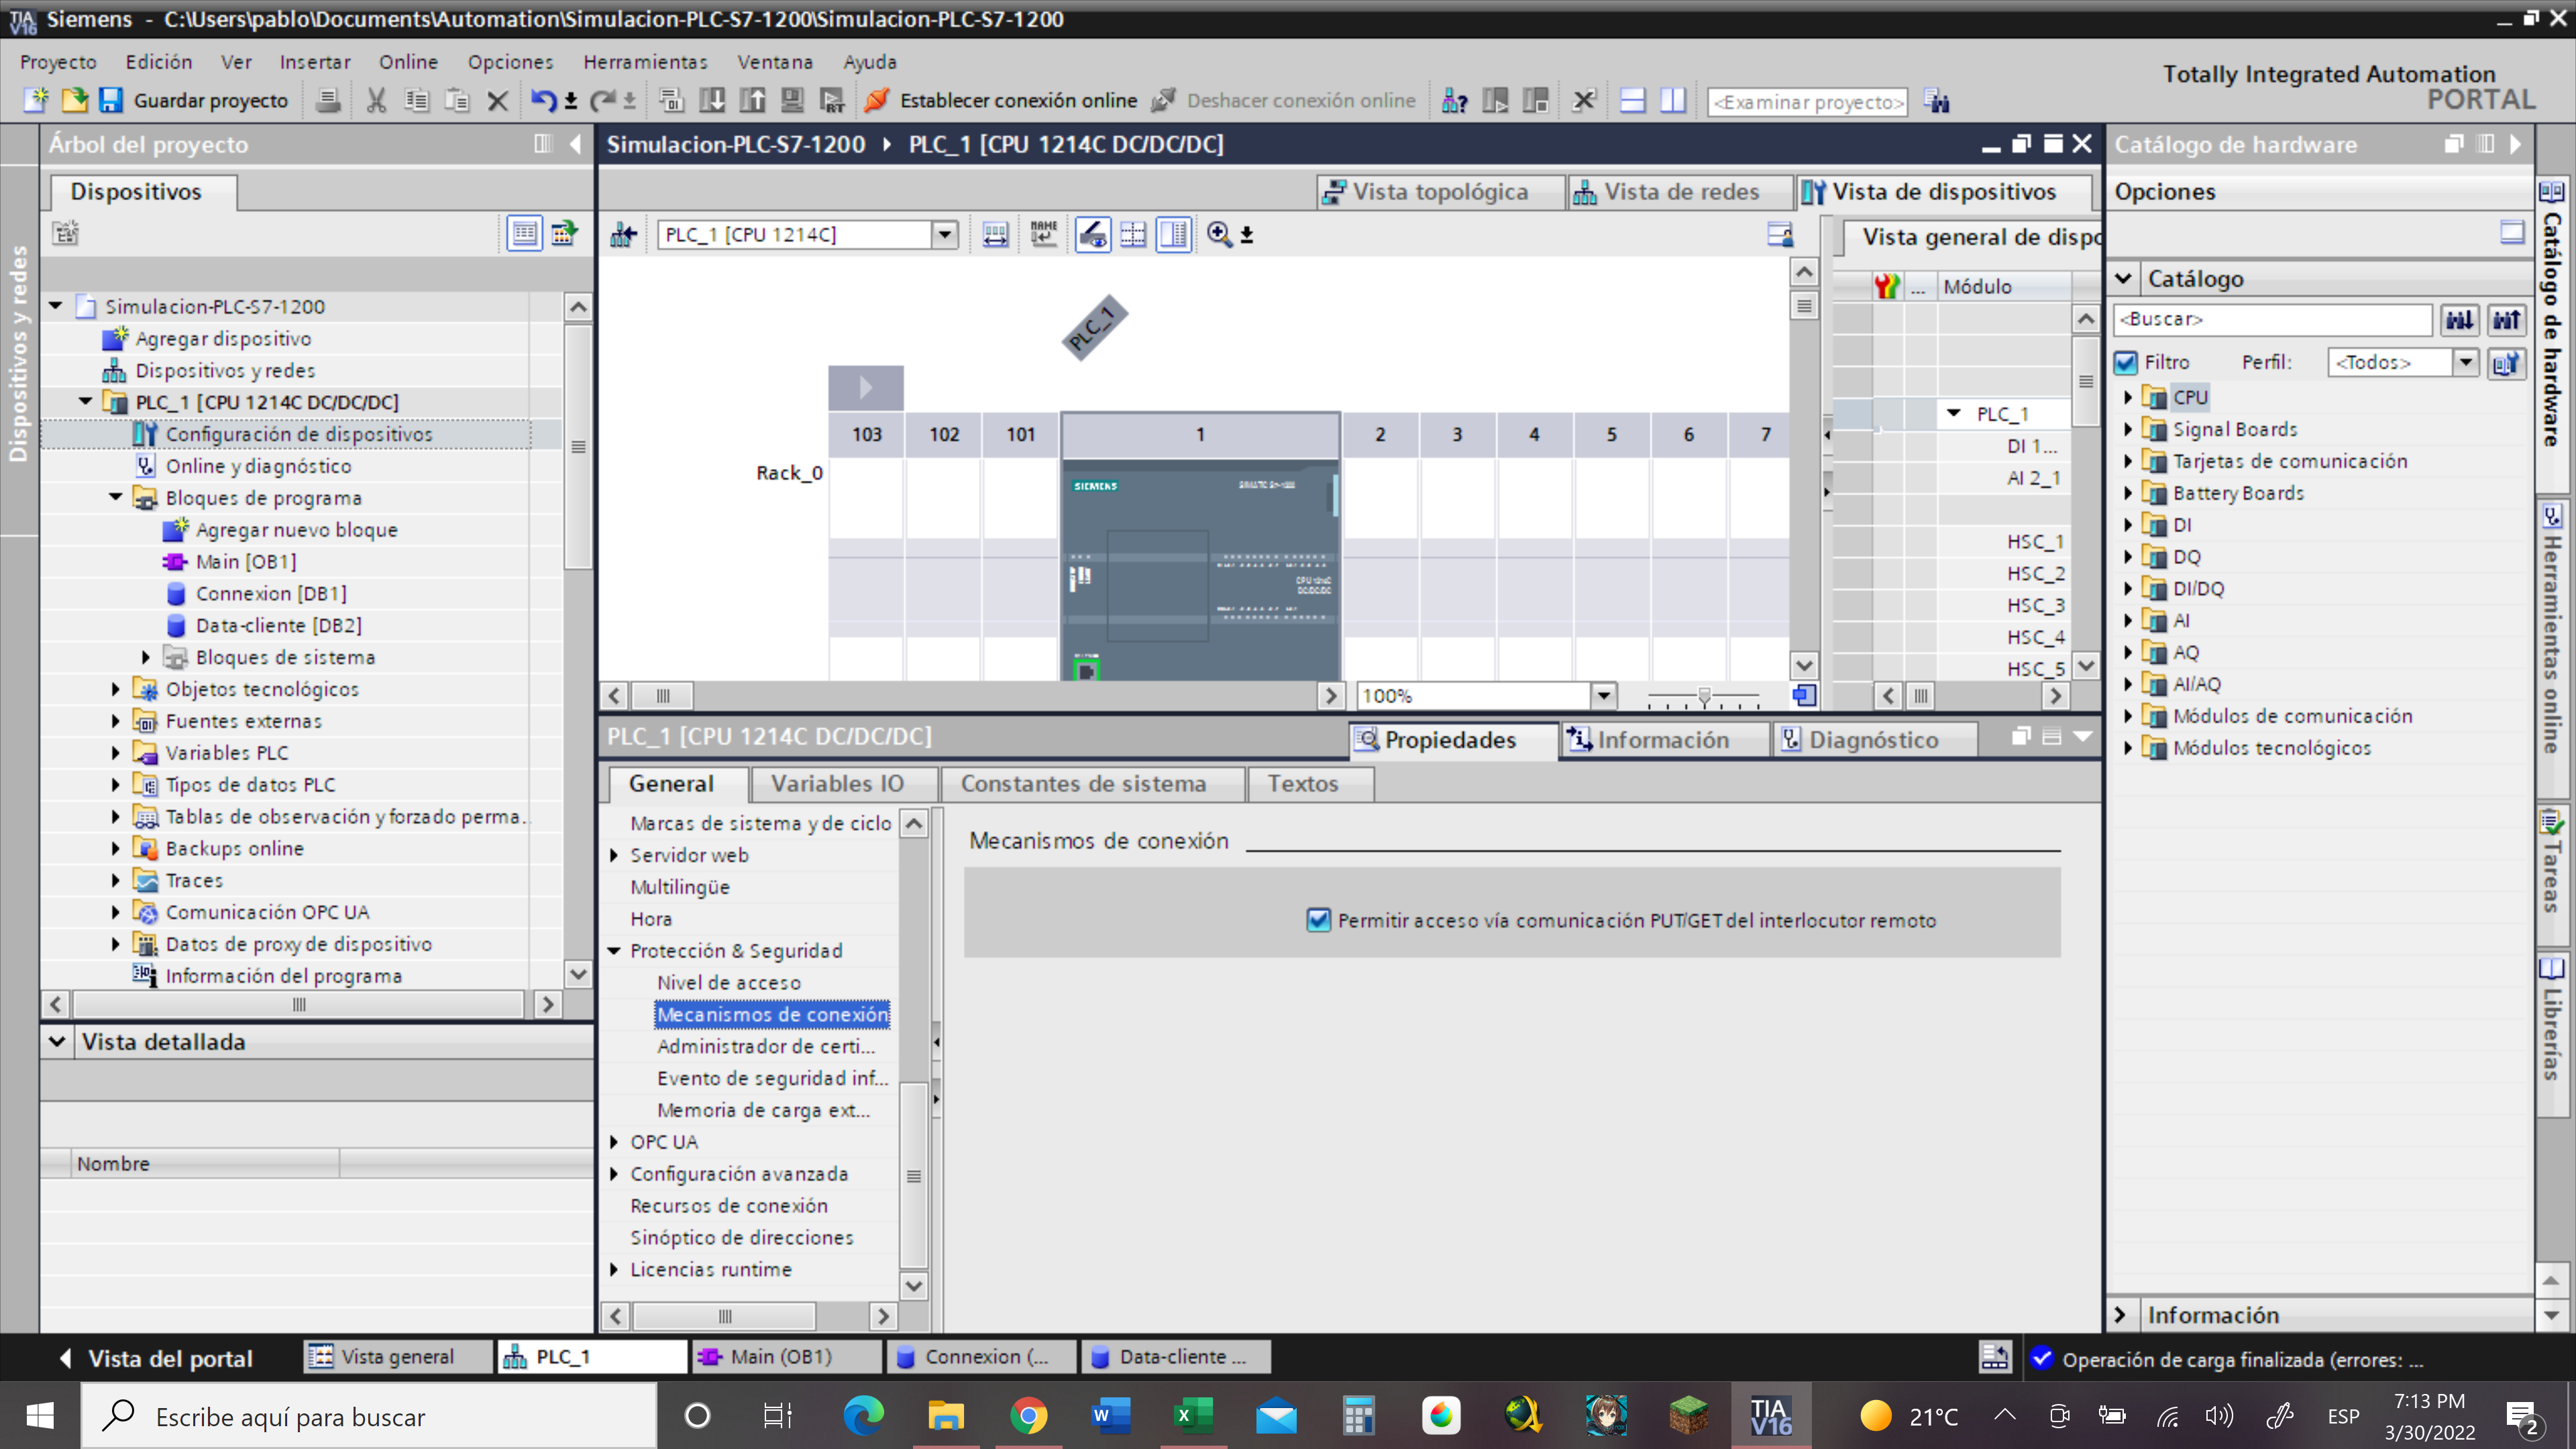 Siemens - C:\Users\pablo\Documents\Automation\Simulacion-PLC-S7-1200\Simulacion-PLC-S7-1200
Proyecto Edición Ver Insertar Online Opciones Herramientas Ventana Ayuda
Totally Integrated Automation
PORTAL
Guardar proyecto
Establecer conexión online
Deshacer conexión online
<Examinar proyecto>
Árbol del proyecto
Dispositivos
Dispositivos y redes
Simulacion-PLC-S7-1200
Agregar dispositivo
Dispositivos y redes
PLC_1 [CPU 1214C DC/DC/DC]
Configuración de dispositivos
Online y diagnóstico
Bloques de programa
Agregar nuevo bloque
Main [OB1]
Connexion [DB1]
Data-cliente [DB2]
Bloques de sistema
Objetos tecnológicos
Fuentes externas
Variables PLC
Tipos de datos PLC
Tablas de observación y forzado perma..
Backups online
Traces
Comunicación OPC UA
Datos de proxy de dispositivo
Información del programa
Vista detallada
Nombre
Simulacion-PLC-S7-1200 PLC_1 [CPU 1214C DC/DC/DC]
Vista topológica
Vista de redes
Vista de dispositivos
PLC_1 [CPU 1214C]
NAME
PLC_1
103 102 101 1 2 3 4 5 6 7
Rack_0
SIEMENS
SIMATIC S7-1200
CPU 1214C
DC/DC/DC
100%
Vista general de dispo
... Módulo
PLC_1
DI 1...
AI 2_1
HSC_1
HSC_2
HSC_3
HSC_4
HSC_5
PLC_1 [CPU 1214C DC/DC/DC]
Propiedades
Información
Diagnóstico
General
Variables IO
Constantes de sistema
Textos
Marcas de sistema y de ciclo
Servidor web
Multilingüe
Hora
Protección & Seguridad
Nivel de acceso
Mecanismos de conexión
Administrador de certi...
Evento de seguridad inf...
Memoria de carga ext...
OPC UA
Configuración avanzada
Recursos de conexión
Sinóptico de direcciones
Licencias runtime
Mecanismos de conexión
Permitir acceso vía comunicación PUT/GET del interlocutor remoto
Catálogo de hardware
Opciones
Catálogo
<Buscar>
Filtro
Perfil:
<Todos>
CPU
Signal Boards
Tarjetas de comunicación
Battery Boards
DI
DQ
DI/DQ
AI
AQ
AI/AQ
Módulos de comunicación
Módulos tecnológicos
Información
Catálogo de hardware
Herramientas online
Tareas
Librerías
Vista del portal
Vista general
PLC_1
Main (OB1)
Connexion (...
Data-cliente ...
Operación de carga finalizada (errores: ...
Escribe aquí para buscar
TIA
V16
21°C
ESP
7:13 PM
3/30/2022
2